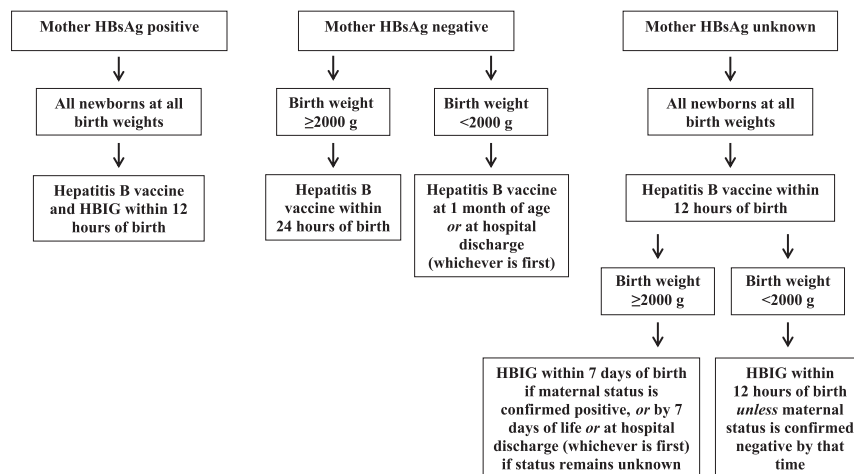 Mother HBsAg positive
All newborns at all
birth weights
Hepatitis B vaccine
and HBIG within 12
hours of birth
Mother HBsAg negative
Birth weight
≥2000 g
Hepatitis B
vaccine within
24 hours of birth
Birth weight
<2000 g
Hepatitis B vaccine
at 1 month of age
or at hospital
discharge
(whichever is first)
Mother HBsAg unknown
All newborns at all
birth weights
Hepatitis B vaccine within
12 hours of birth
Birth weight
≥2000 g
HBIG within 7 days of birth
if maternal status is
confirmed positive, or by 7
days of life or at hospital
discharge (whichever is first)
if status remains unknown
Birth weight
<2000 g
HBIG within
12 hours of birth
unless maternal
status is confirmed
negative by that
time